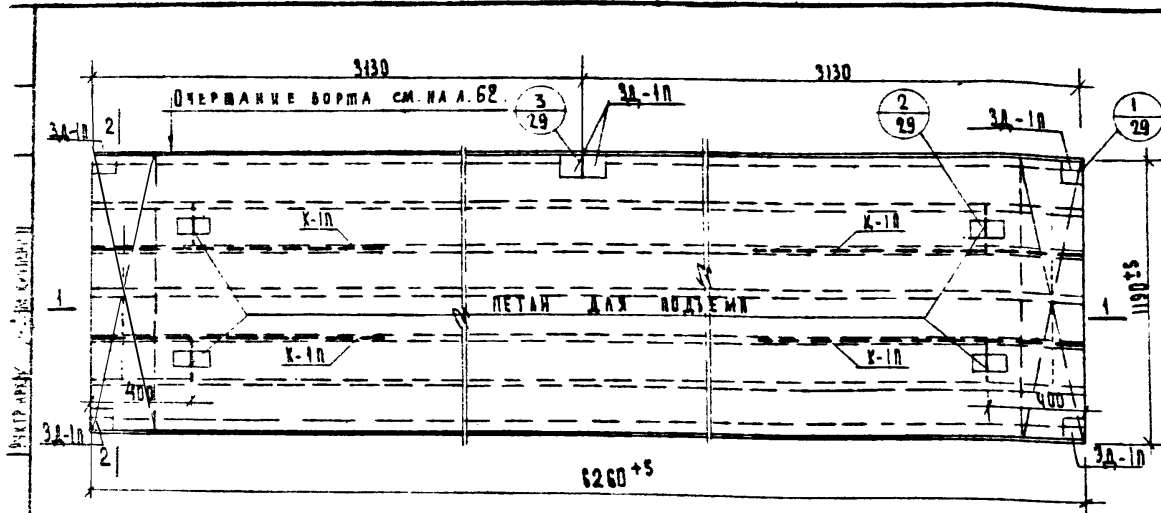 3130
3130
ОЧЕРТАНИЕ БОРТА СМ. НА Л. 62.
3
29
ЗД-1П
2
29
ЗД-1П
1
29
ЗД-1П
2
К-1П
К-1П
1190±5
1
ПЕТЛИ ДЛЯ ПОДЪЕМА
1
К-1П
К-1П
400
400
ЗД-1П
2
ЗД-1П
6260+5